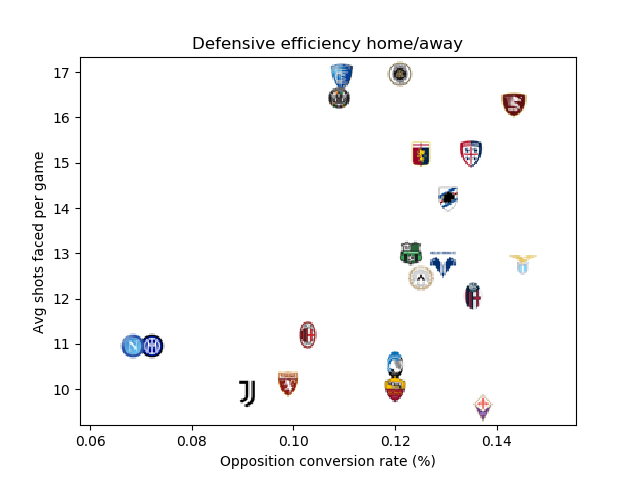 Defensive efficiency home/away
17
16
15
14
13
12
11
10
Avg shots faced per game
0.06 0.08 0.10 0.12 0.14
Opposition conversion rate (%)